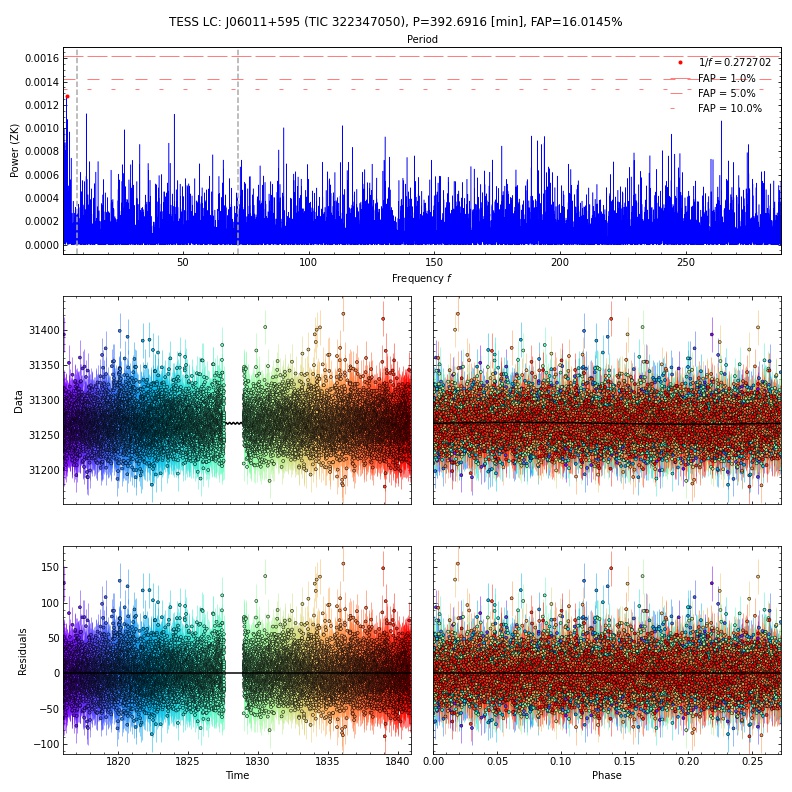 TESS LC: J06011+595 (TIC 322347050), P=392.6916 [min], FAP=16.0145%
Period
Power (ZK)
0.0016
0.0014
0.0012
0.0010
0.0008
0.0006
0.0004
0.0002
0.0000
1/f = 0.272702
FAP = 1.0%
FAP = 5.0%
FAP = 10.0%
50 100 150 200 250
Frequency f
Data
31400
31350
31300
31250
31200
Residuals
150
100
50
0
−50
−100
1820 1825 1830 1835 1840
Time
0.00 0.05 0.10 0.15 0.20 0.25
Phase